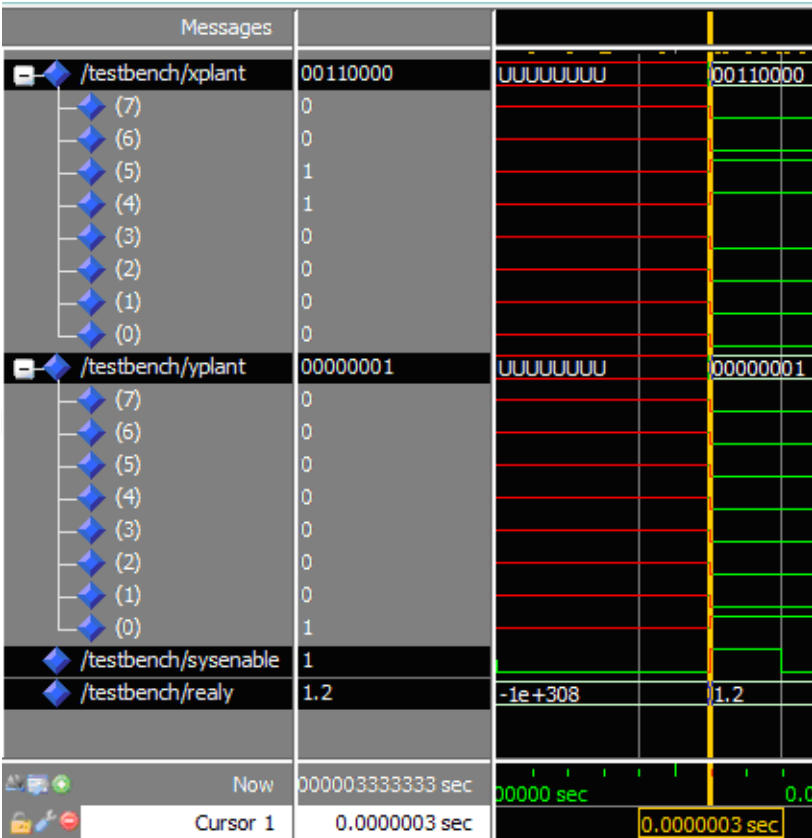 Messages
/testbench/xplant 00110000 UUUUUUUU 00110000
(7) 0
(6) 0
(5) 1
(4) 1
(3) 0
(2) 0
(1) 0
(0) 0
/testbench/yplant 00000001 UUUUUUUU 00000001
(7) 0
(6) 0
(5) 0
(4) 0
(3) 0
(2) 0
(1) 0
(0) 1
/testbench/sysenable 1
/testbench/realy 1.2 -1e+308 1.2
Now 000003333333 sec 00000 sec 0.0
Cursor 1 0.0000003 sec 0.0000003 sec